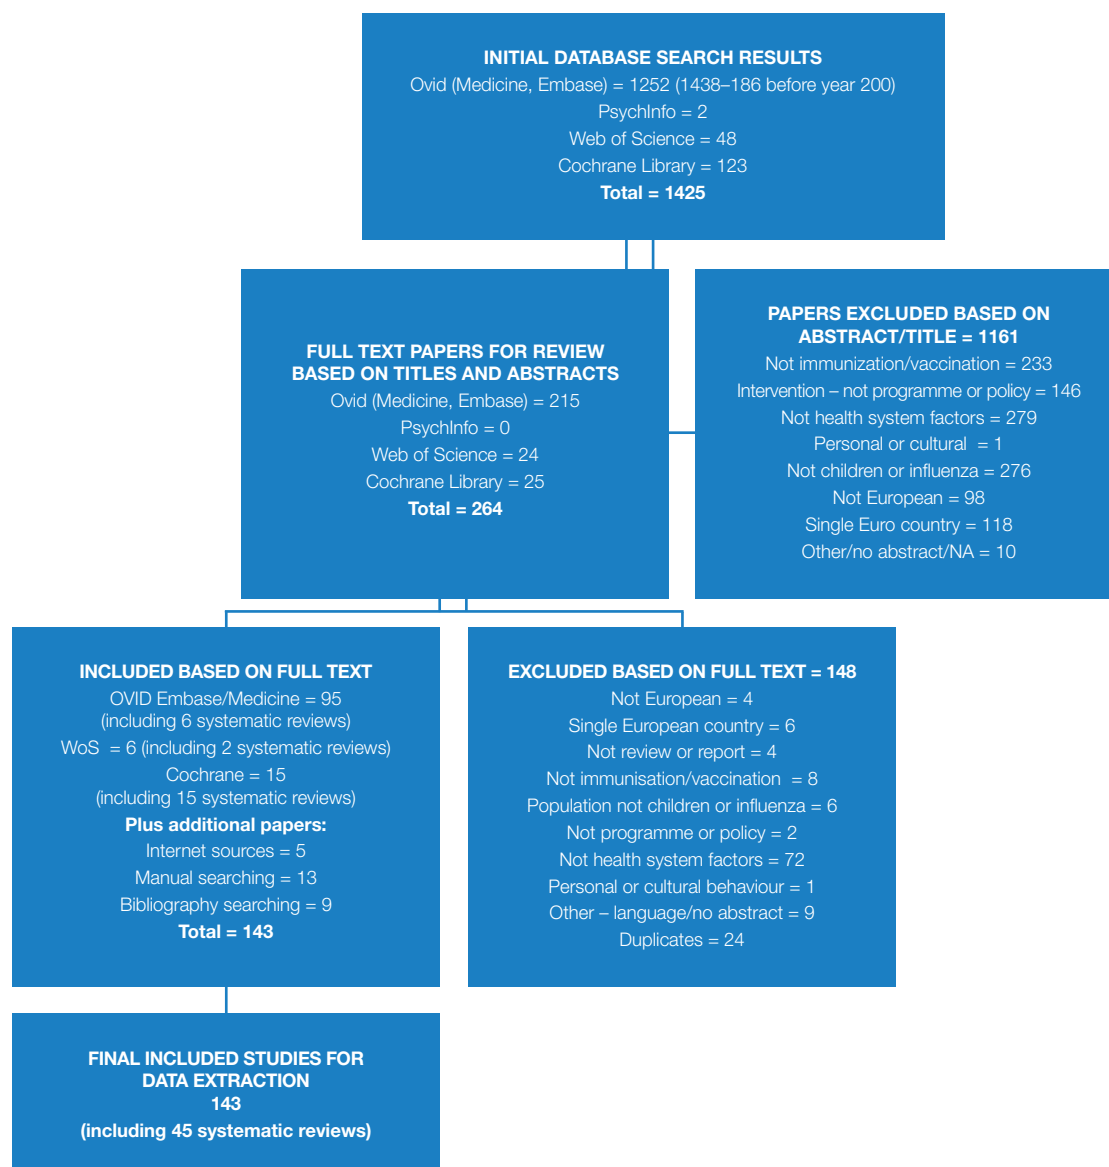 INITIAL DATABASE SEARCH RESULTS
Ovid (Medicine, Embase) = 1252 (1438–186 before year 200)
PsychInfo = 2
Web of Science = 48
Cochrane Library = 123
Total = 1425
FULL TEXT PAPERS FOR REVIEW
BASED ON TITLES AND ABSTRACTS
Ovid (Medicine, Embase) = 215
PsychInfo = 0
Web of Science = 24
Cochrane Library = 25
Total = 264
PAPERS EXCLUDED BASED ON
ABSTRACT/TITLE = 1161
Not immunization/vaccination = 233
Intervention – not programme or policy = 146
Not health system factors = 279
Personal or cultural = 1
Not children or influenza = 276
Not European = 98
Single Euro country = 118
Other/no abstract/NA = 10
INCLUDED BASED ON FULL TEXT
OVID Embase/Medicine = 95
(including 6 systematic reviews)
WoS = 6 (including 2 systematic reviews)
Cochrane = 15
(including 15 systematic reviews)
Plus additional papers:
Internet sources = 5
Manual searching = 13
Bibliography searching = 9
Total = 143
EXCLUDED BASED ON FULL TEXT = 148
Not European = 4
Single European country = 6
Not review or report = 4
Not immunisation/vaccination = 8
Population not children or influenza = 6
Not programme or policy = 2
Not health system factors = 72
Personal or cultural behaviour = 1
Other – language/no abstract = 9
Duplicates = 24
FINAL INCLUDED STUDIES FOR
DATA EXTRACTION
143
(including 45 systematic reviews)